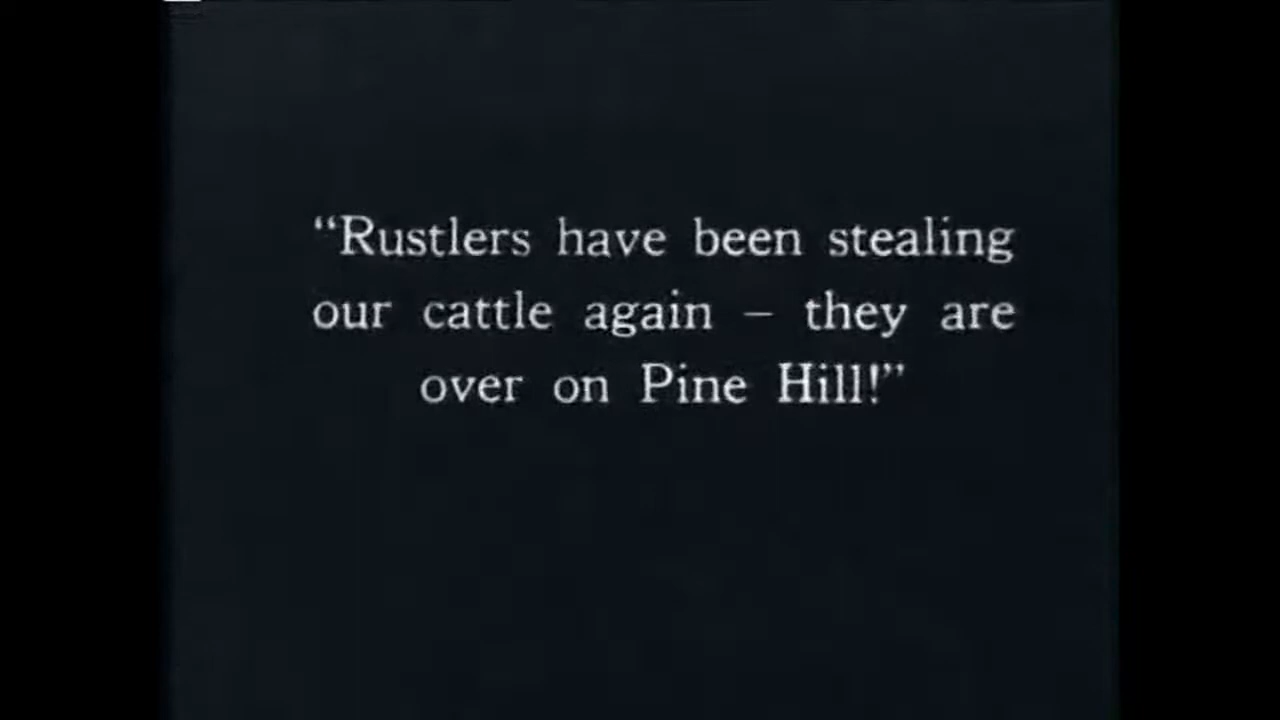 “Rustlers have been stealing
our cattle again – they are
over on Pine Hill!”